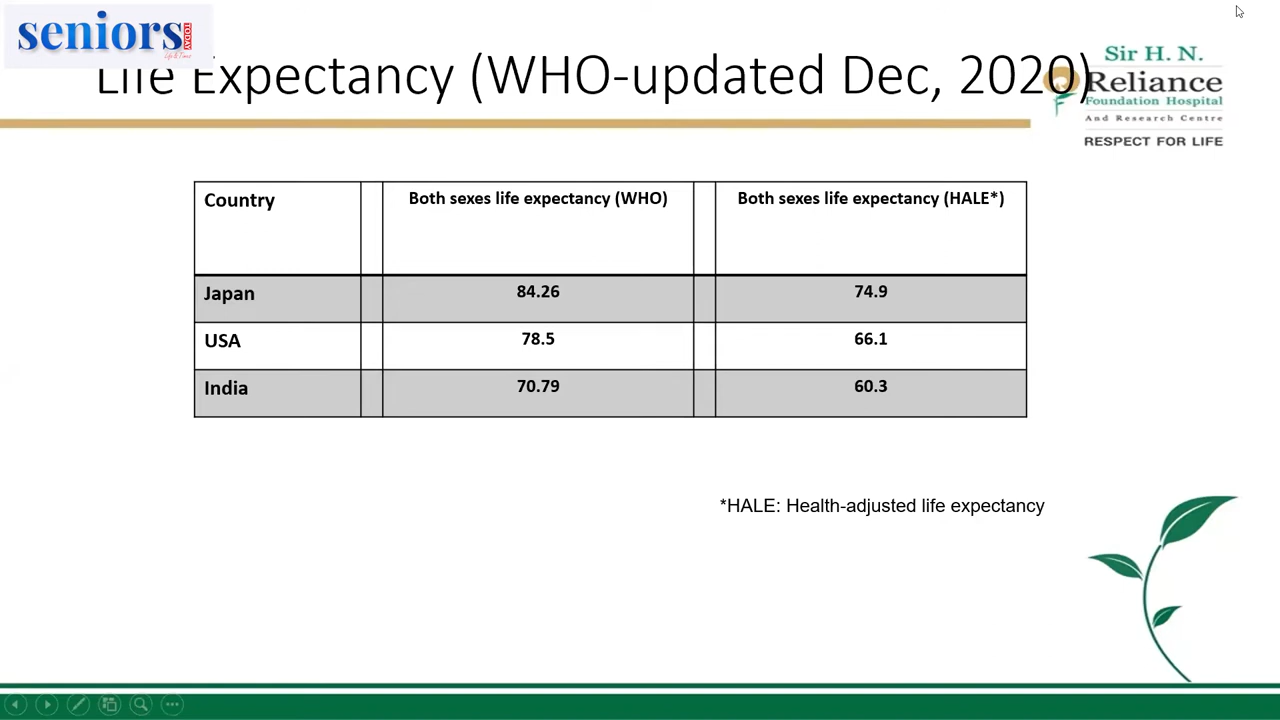 seniors
TODAY
Life & Time
Life Expectancy (WHO-updated Dec, 2020)
Sir H. N.
Reliance
Foundation Hospital
And Research Centre
RESPECT FOR LIFE
Country Both sexes life expectancy (WHO) Both sexes life expectancy (HALE*)
Japan 84.26 74.9
USA 78.5 66.1
India 70.79 60.3
*HALE: Health-adjusted life expectancy